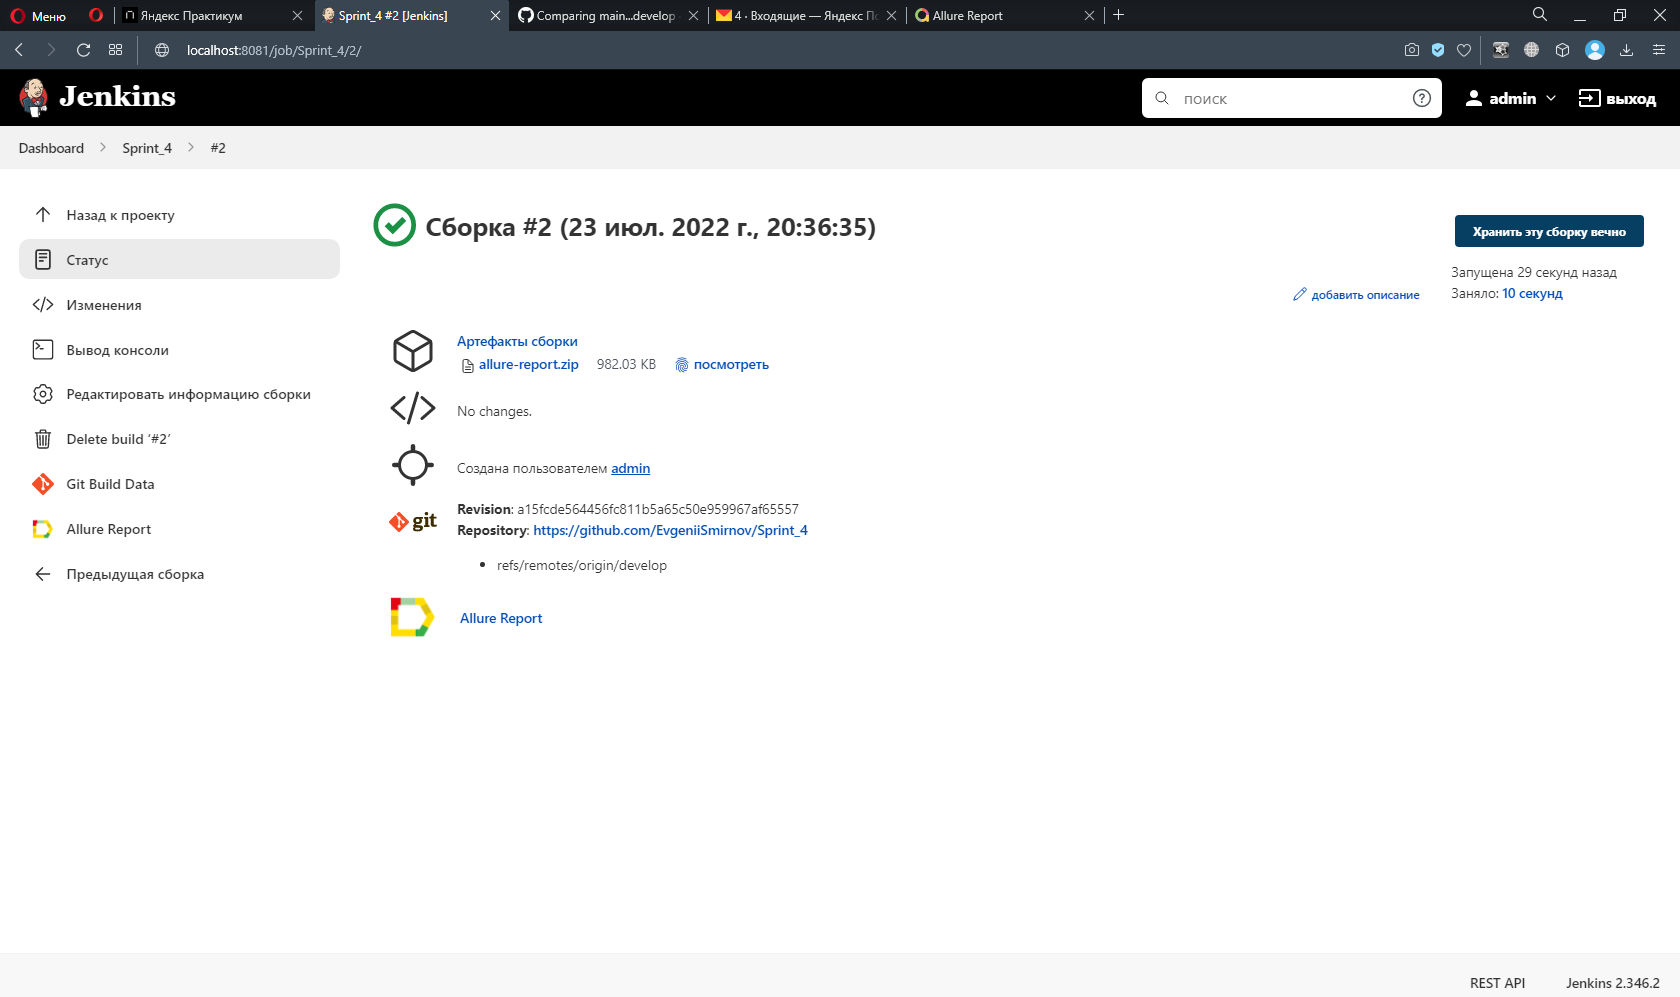 Меню
Яндекс Практикум
Sprint_4 #2 [Jenkins]
Comparing main...develop
4 · Входящие — Яндекс По
Allure Report
localhost:8081/job/Sprint_4/2/
Jenkins
поиск
admin
выход
Dashboard
Sprint_4
#2
Назад к проекту
Статус
Изменения
Вывод консоли
Редактировать информацию сборки
Delete build ‘#2’
Git Build Data
Allure Report
Предыдущая сборка
Сборка #2 (23 июл. 2022 г., 20:36:35)
Хранить эту сборку вечно
Запущена 29 секунд назад
Заняло: 10 секунд
добавить описание
Артефакты сборки
allure-report.zip 982.03 KB посмотреть
No changes.
Создана пользователем admin
git
Revision: a15fcde564456fc811b5a65c50e959967af65557
Repository: https://github.com/EvgeniiSmirnov/Sprint_4
refs/remotes/origin/develop
Allure Report
REST API
Jenkins 2.346.2